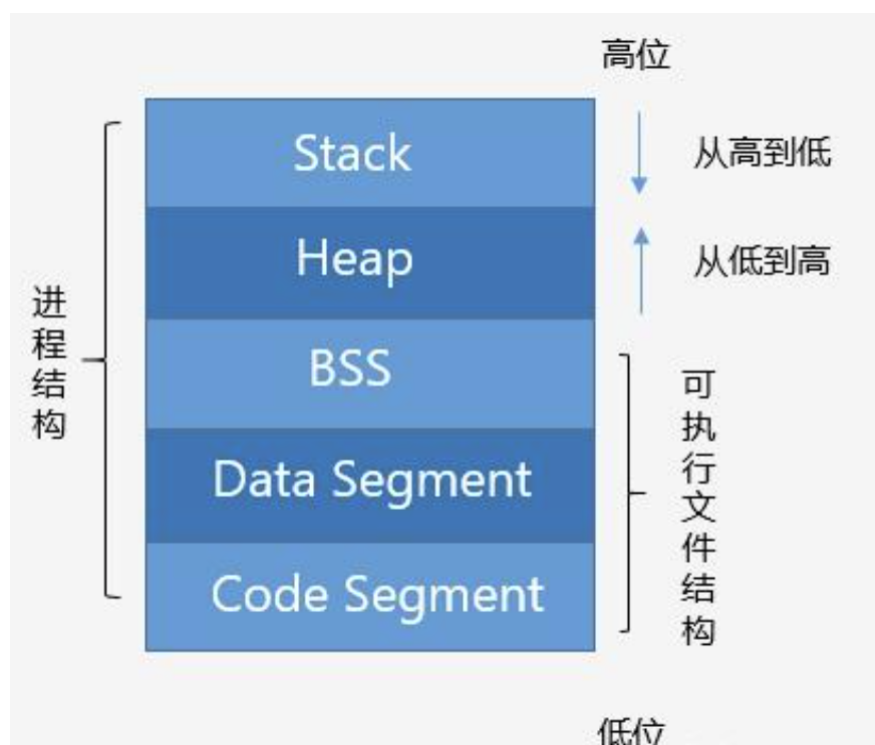 高位
Stack
从高到低
Heap
从低到高
进程结构
BSS
可执行文件结构
Data Segment
Code Segment
低位